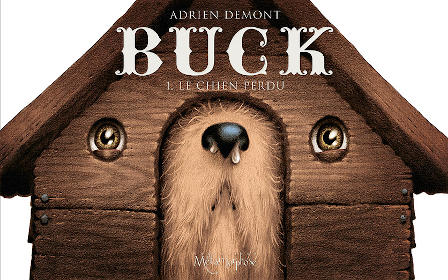 ADRIEN DEMONT
BUCK
1. LE CHIEN PERDU
Métamorphose